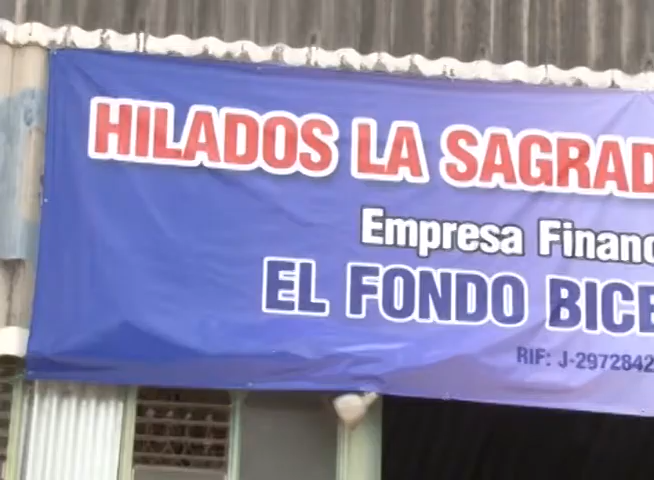 HILADOS LA SAGRAD
Empresa Financ
EL FONDO BICE
RIF: J-2972842